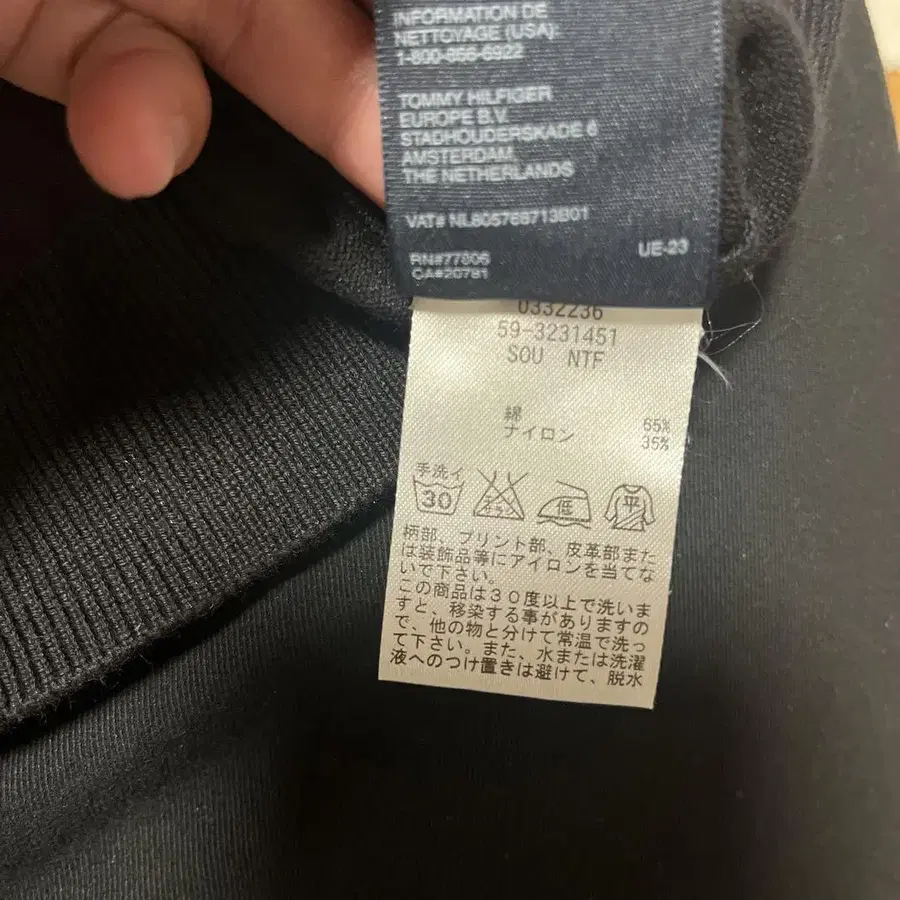 INFORMATION DE
NETTOYAGE (USA):
1-800-866-6922
TOMMY HILFIGER
EUROPE B.V.
STADHOUDERSKADE 6
AMSTERDAM
THE NETHERLANDS
VAT# NL805768713B01
UE-23
RN#77806
CA#20781
0332236
59-3231451
SOU NTF
綿 65%
ナイロン 35%
手洗イ
30 エンソサラシ 低 平
柄部、プリント部、皮革部また
は装飾品等にアイロンを当てな
いで下さい。
この商品は30度以上で洗いま
すと、移染する事がありますの
で、他の物と分けて常温で洗っ
て下さい。また、水または洗濯
液へのつけ置きは避けて、脱水